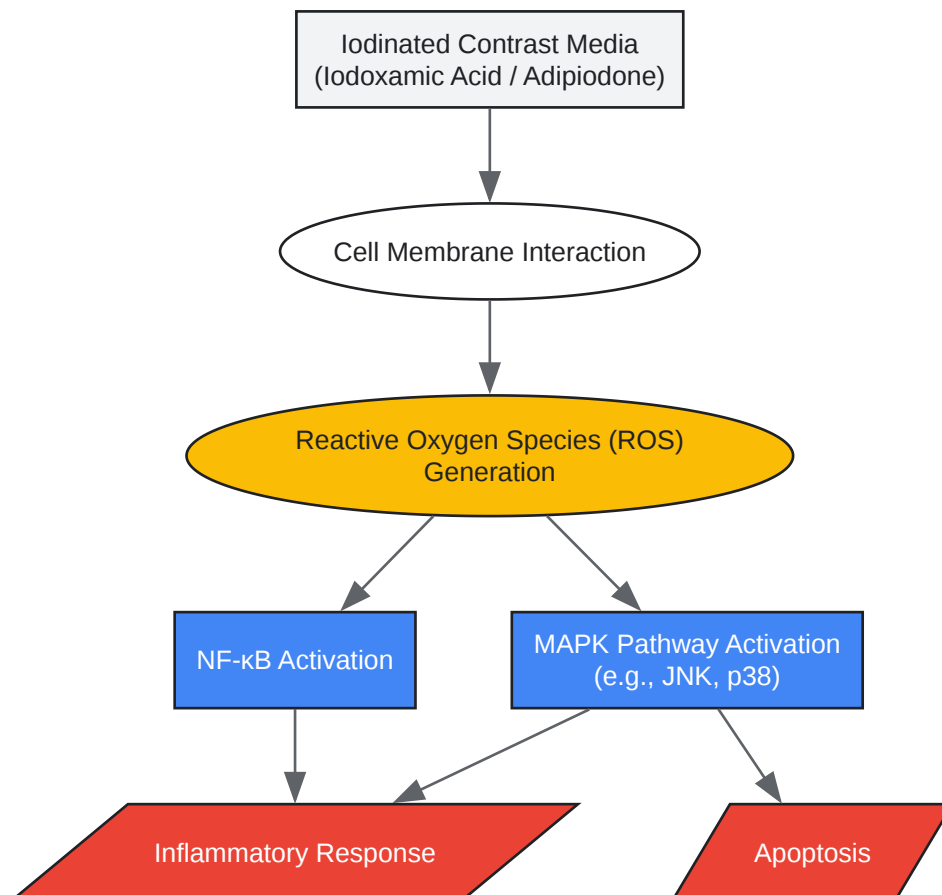 Iodinated Contrast Media
(Iodoxamic Acid / Adipiodone)
Cell Membrane Interaction
Reactive Oxygen Species (ROS)
Generation
NF-κB Activation
MAPK Pathway Activation
(e.g., JNK, p38)
Inflammatory Response
Apoptosis